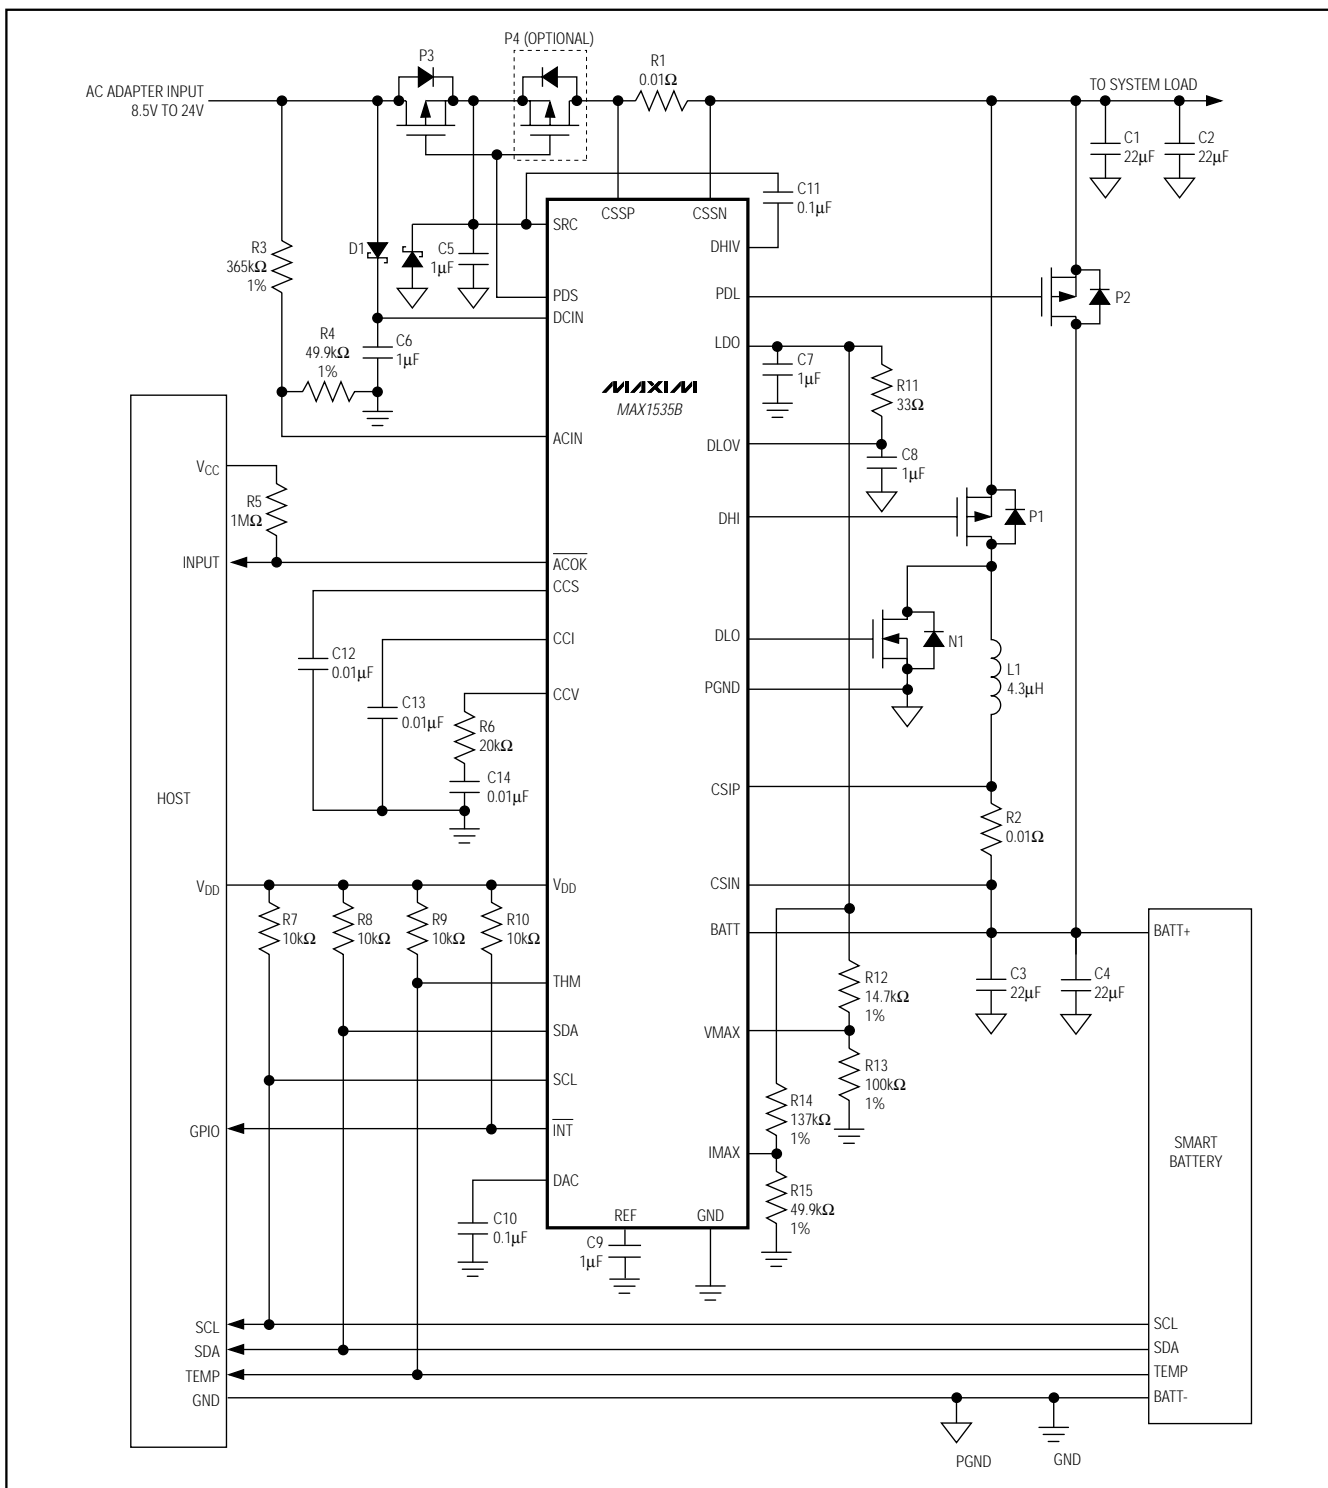 P4 (OPTIONAL)
P3
R1
0.01Ω
AC ADAPTER INPUT
8.5V TO 24V
TO SYSTEM LOAD
C1
22µF
C2
22µF
C11
0.1µF
CSSP
CSSN
SRC
DHIV
R3
365kΩ
1%
D1
C5
1µF
PDS
PDL
P2
DCIN
R4
49.9kΩ
1%
C6
1µF
LDO
C7
1µF
R11
33Ω
MAXIM
MAX1535B
ACIN
DLOV
C8
1µF
VCC
R5
1MΩ
DHI
P1
INPUT
ACOK
CCS
CCI
DLO
N1
C12
0.01µF
C13
0.01µF
CCV
PGND
L1
4.3µH
R6
20kΩ
C14
0.01µF
CSIP
HOST
R2
0.01Ω
VDD
VDD
CSIN
R7
10kΩ
R8
10kΩ
R9
10kΩ
R10
10kΩ
BATT
BATT+
THM
R12
14.7kΩ
1%
C3
22µF
C4
22µF
SDA
VMAX
SCL
R13
100kΩ
1%
R14
137kΩ
1%
GPIO
INT
IMAX
SMART
BATTERY
DAC
R15
49.9kΩ
1%
C10
0.1µF
REF
GND
C9
1µF
SCL
SCL
SDA
SDA
TEMP
TEMP
GND
BATT-
PGND
GND